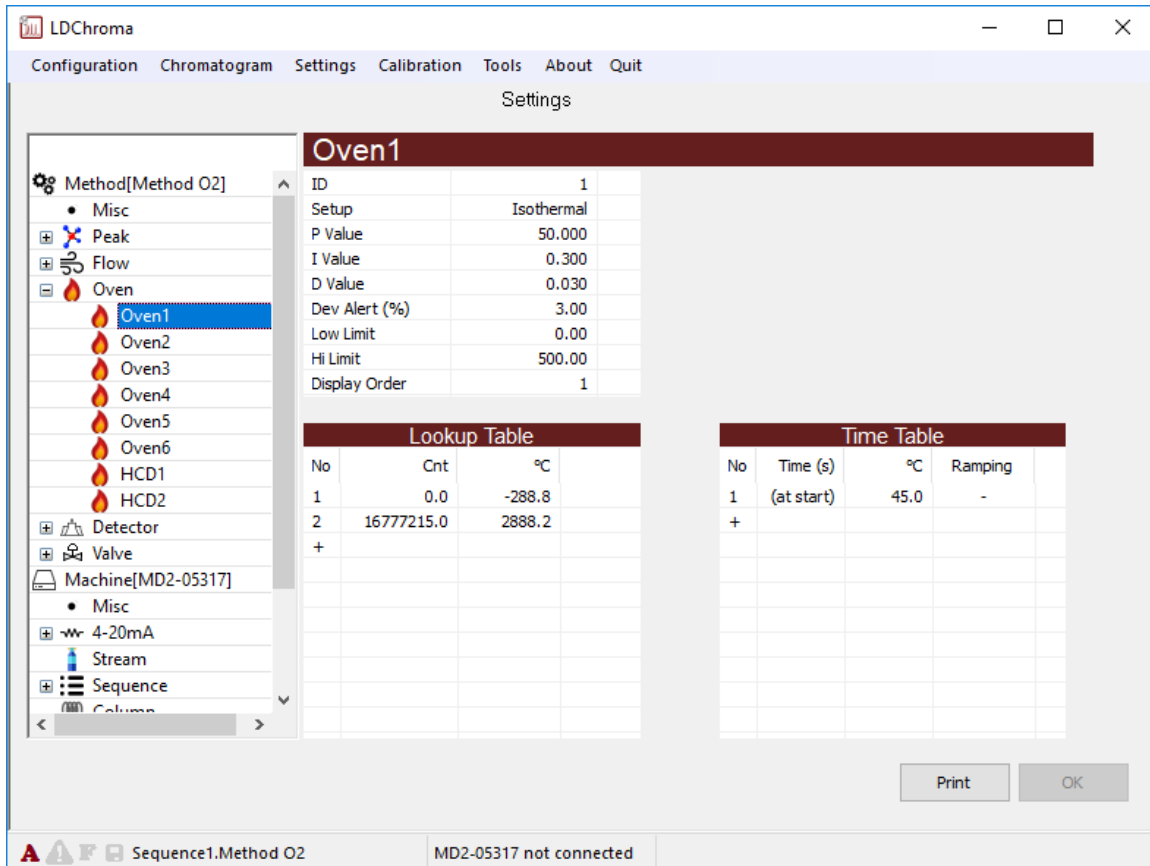 LDChroma
Configuration Chromatogram Settings Calibration Tools About Quit
Settings
Method[Method O2]
Misc
Peak
Flow
Oven
Oven1
Oven2
Oven3
Oven4
Oven5
Oven6
HCD1
HCD2
Detector
Valve
Machine[MD2-05317]
Misc
4-20mA
Stream
Sequence
Column
Oven1
ID 1
Setup Isothermal
P Value 50.000
I Value 0.300
D Value 0.030
Dev Alert (%) 3.00
Low Limit 0.00
Hi Limit 500.00
Display Order 1
Lookup Table
No Cnt ºC
1 0.0 -288.8
2 16777215.0 2888.2
+
Time Table
No Time (s) ºC Ramping
1 (at start) 45.0 -
+
Print OK
A F Sequence1.Method O2 MD2-05317 not connected